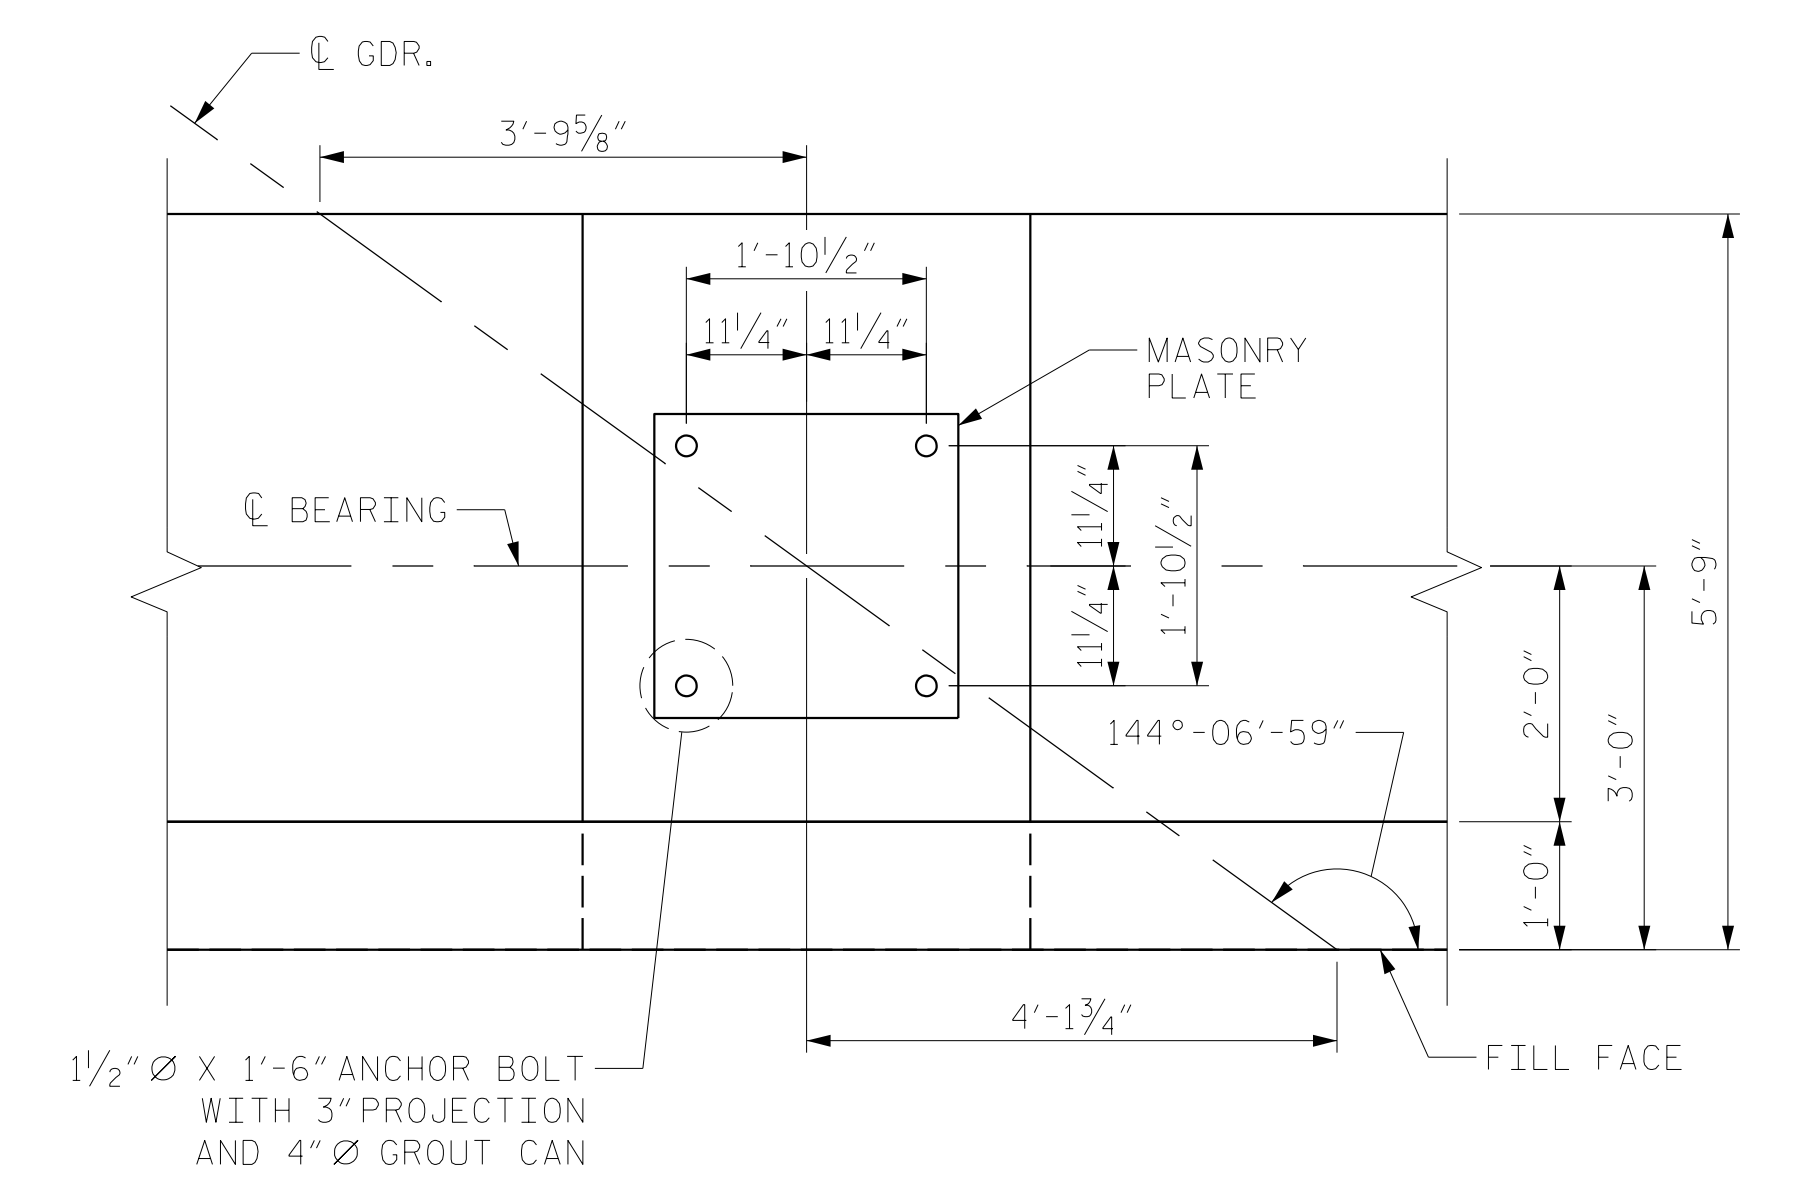 ℄ GDR.
3'-9⅝"
1'-10½"
11¼" 11¼"
MASONRY
PLATE
℄ BEARING
11¼"
11¼"
1'-10½"
5'-9"
2'-0"
3'-0"
1'-0"
144°-06'-59"
4'-1¾"
FILL FACE
1½"Ø X 1'-6" ANCHOR BOLT
WITH 3" PROJECTION
AND 4"Ø GROUT CAN